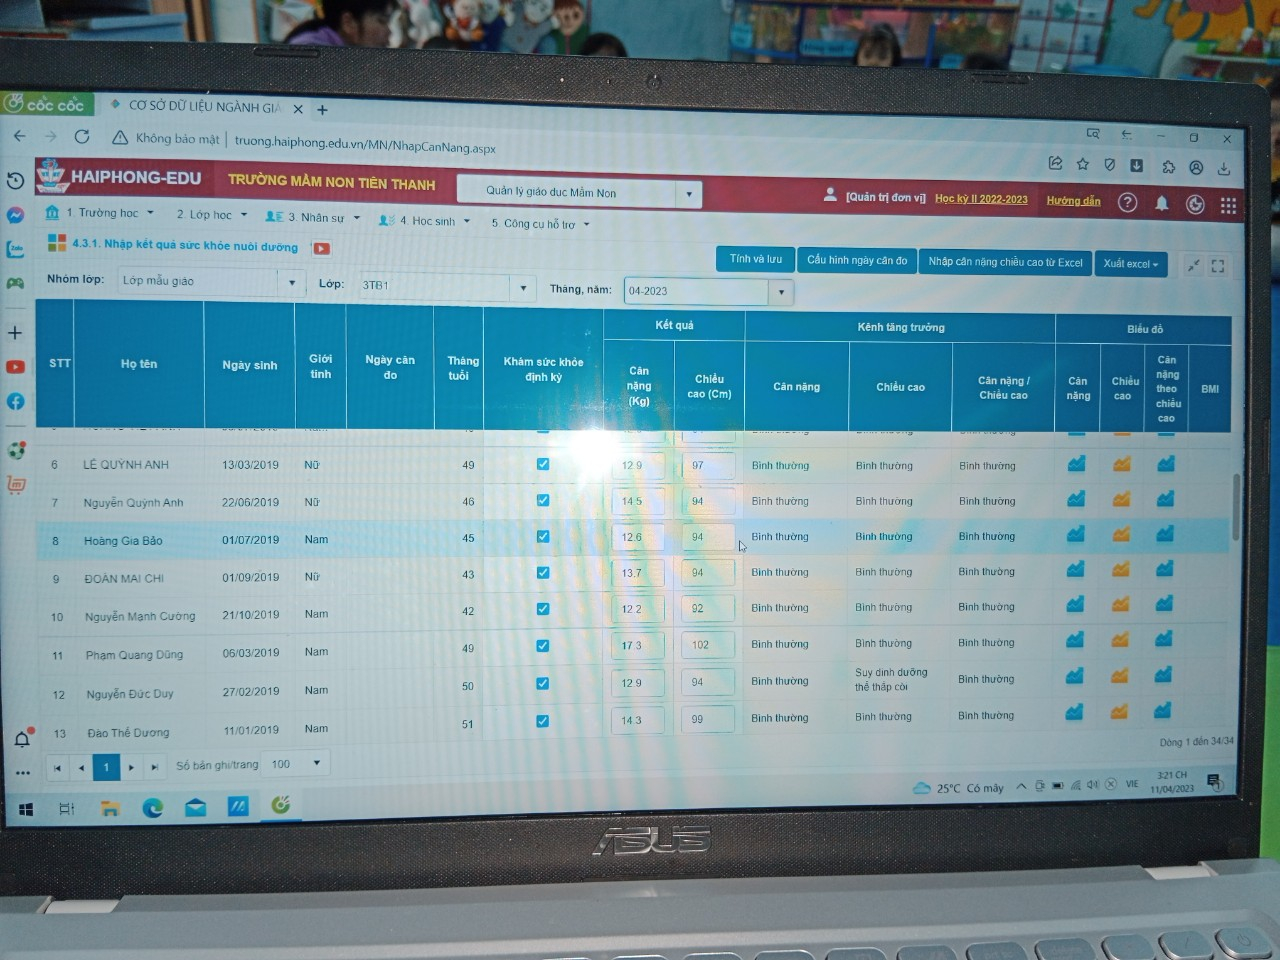 cốc cốc
CƠ SỞ DỮ LIỆU NGÀNH GIÁ
Không bảo mật
truong.haiphong.edu.vn/MN/NhapCanNang.aspx
HAIPHONG-EDU
TRƯỜNG MẦM NON TIÊN THANH
Quản lý giáo dục Mầm Non
[Quản trị đơn vị]
Học kỳ II 2022-2023
Hướng dẫn
1. Trường học
2. Lớp học
3. Nhân sự
4. Học sinh
5. Công cụ hỗ trợ
4.3.1. Nhập kết quả sức khỏe nuôi dưỡng
Tính và lưu
Cấu hình ngày cân đo
Nhập cân nặng chiều cao từ Excel
Xuất excel
Nhóm lớp: Lớp mẫu giáo
Lớp: 3TB1
Tháng, năm: 04-2023
Kết quả
Kênh tăng trưởng
Biểu đồ
STT
Họ tên
Ngày sinh
Giới tính
Ngày cân đo
Tháng tuổi
Khám sức khỏe định kỳ
Cân nặng (Kg)
Chiều cao (Cm)
Cân nặng
Chiều cao
Cân nặng / Chiều cao
Cân nặng
Chiều cao
Cân nặng theo chiều cao
BMI
6 LÊ QUỲNH ANH 13/03/2019 Nữ 49 12.9 97 Bình thường Bình thường Bình thường
7 Nguyễn Quỳnh Anh 22/06/2019 Nữ 46 14.5 94 Bình thường Bình thường Bình thường
8 Hoàng Gia Bảo 01/07/2019 Nam 45 12.6 94 Bình thường Bình thường Bình thường
9 ĐOÀN MAI CHI 01/09/2019 Nữ 43 13.7 94 Bình thường Bình thường Bình thường
10 Nguyễn Mạnh Cường 21/10/2019 Nam 42 12.2 92 Bình thường Bình thường Bình thường
11 Phạm Quang Dũng 06/03/2019 Nam 49 17.3 102 Bình thường Bình thường Bình thường
12 Nguyễn Đức Duy 27/02/2019 Nam 50 12.9 94 Bình thường Suy dinh dưỡng thể thấp còi Bình thường
13 Đào Thế Dương 11/01/2019 Nam 51 14.3 99 Bình thường Bình thường Bình thường
1
Số bản ghi/trang 100
Dòng 1 đến 34/34
25°C Có mây
VIE
3:21 CH
11/04/2023
ASUS